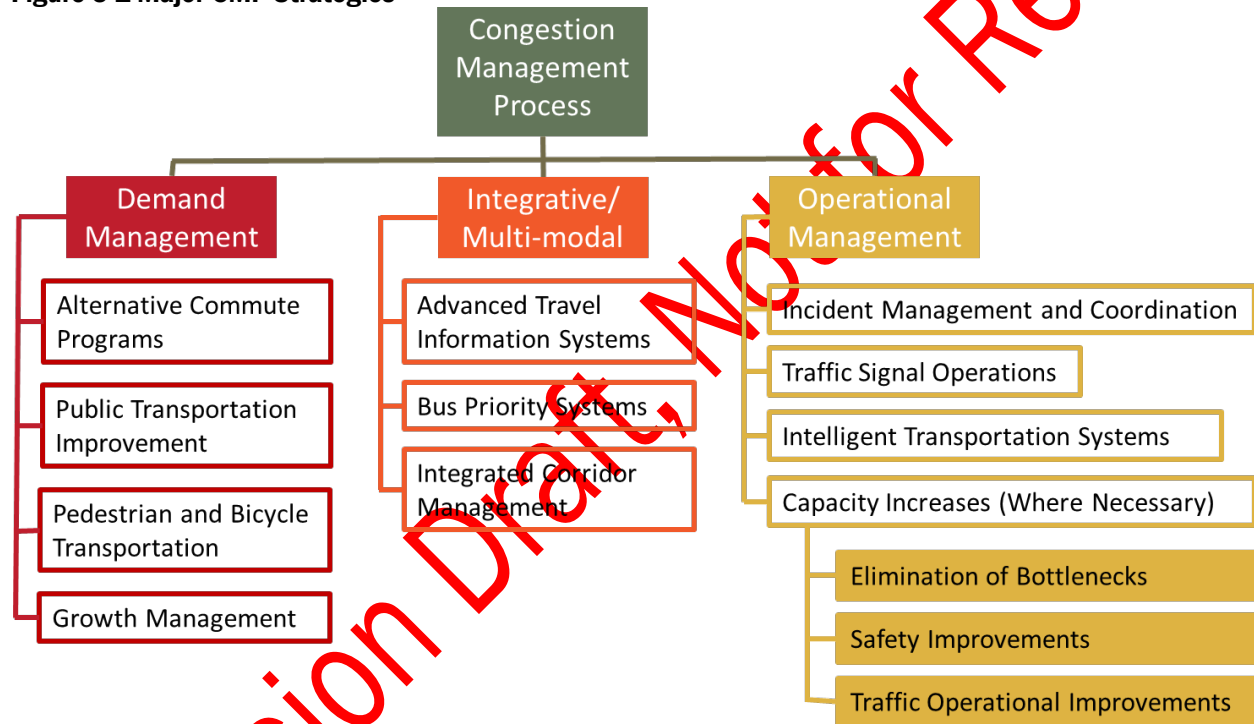 Major CMP Strategies
Congestion
Management
Process
Demand
Management
Integrative/
Multi-modal
Operational
Management
Alternative Commute
Programs
Public Transportation
Improvement
Pedestrian and Bicycle
Transportation
Growth Management
Advanced Travel
Information Systems
Bus Priority Systems
Integrated Corridor
Management
Incident Management and Coordination
Traffic Signal Operations
Intelligent Transportation Systems
Capacity Increases (Where Necessary)
Elimination of Bottlenecks
Safety Improvements
Traffic Operational Improvements
Draft, Not for